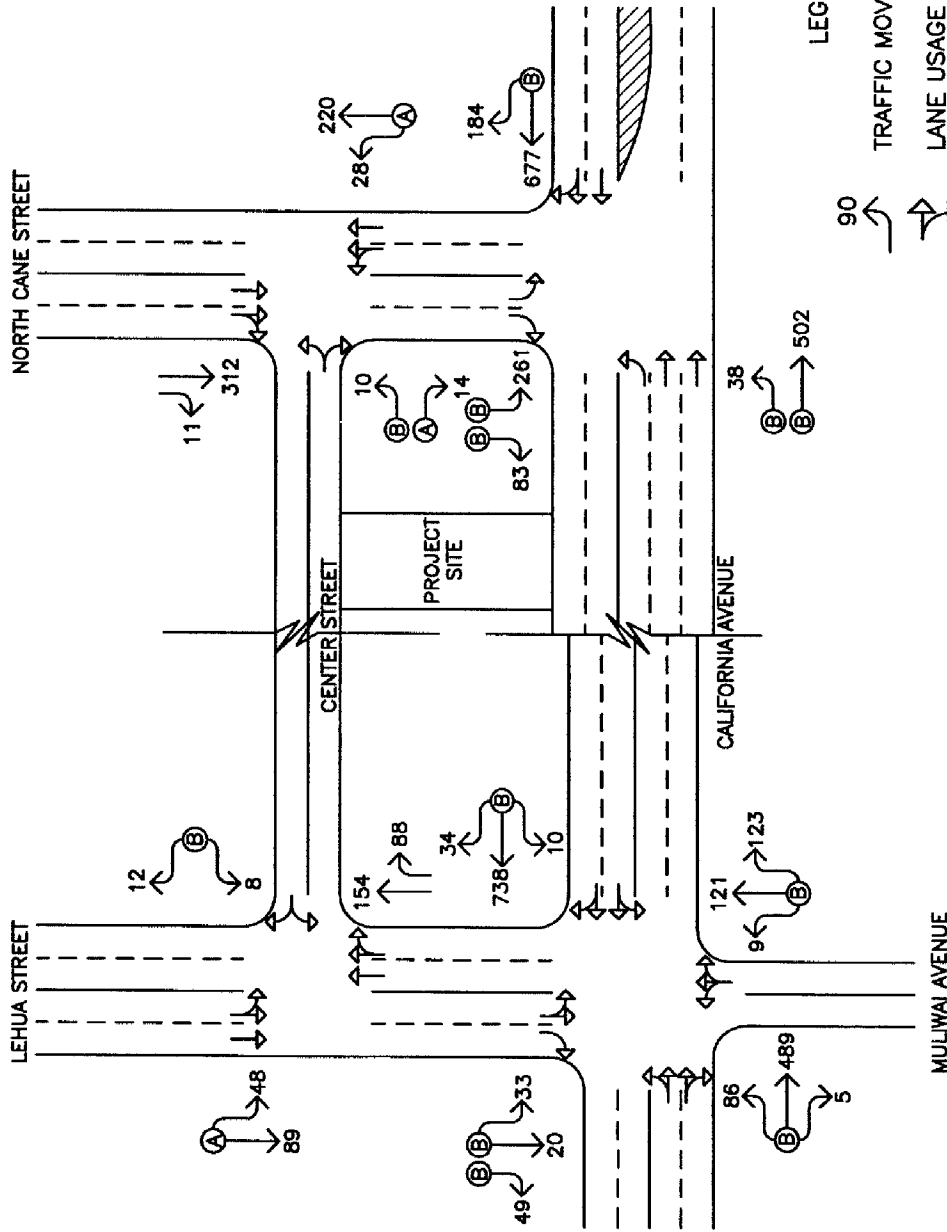 LEHUA STREET
NORTH CANE STREET
12
8
11
312
220
28
48
89
CENTER STREET
154
88
10
14
B
A
PROJECT
SITE
B
B
83
261
A
B
A
184
677
B
34
738
10
B
B
B
49
20
33
CALIFORNIA AVENUE
121
9
123
B
38
502
B
B
86
489
5
B
MULIWAI AVENUE
LEG
90
TRAFFIC MOV
LANE USAGE